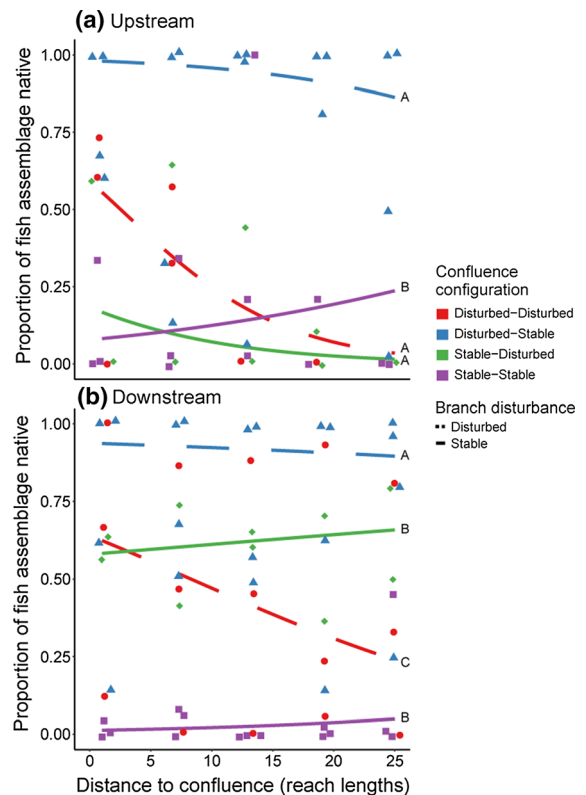 (a) Upstream
Proportion of fish assemblage native
1.00
0.75
0.50
0.25
0.00
A
B
A
A
(b) Downstream
Proportion of fish assemblage native
1.00
0.75
0.50
0.25
0.00
A
B
C
B
0 5 10 15 20 25
Distance to confluence (reach lengths)
Confluence
configuration
Disturbed−Disturbed
Disturbed−Stable
Stable−Disturbed
Stable−Stable
Branch disturbance
Disturbed
Stable